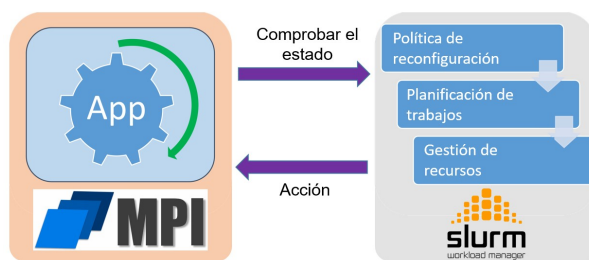 App
MPI
Comprobar el
estado
Acción
Política de
reconfiguración
Planificación de
trabajos
Gestión de
recursos
slurm
workload manager